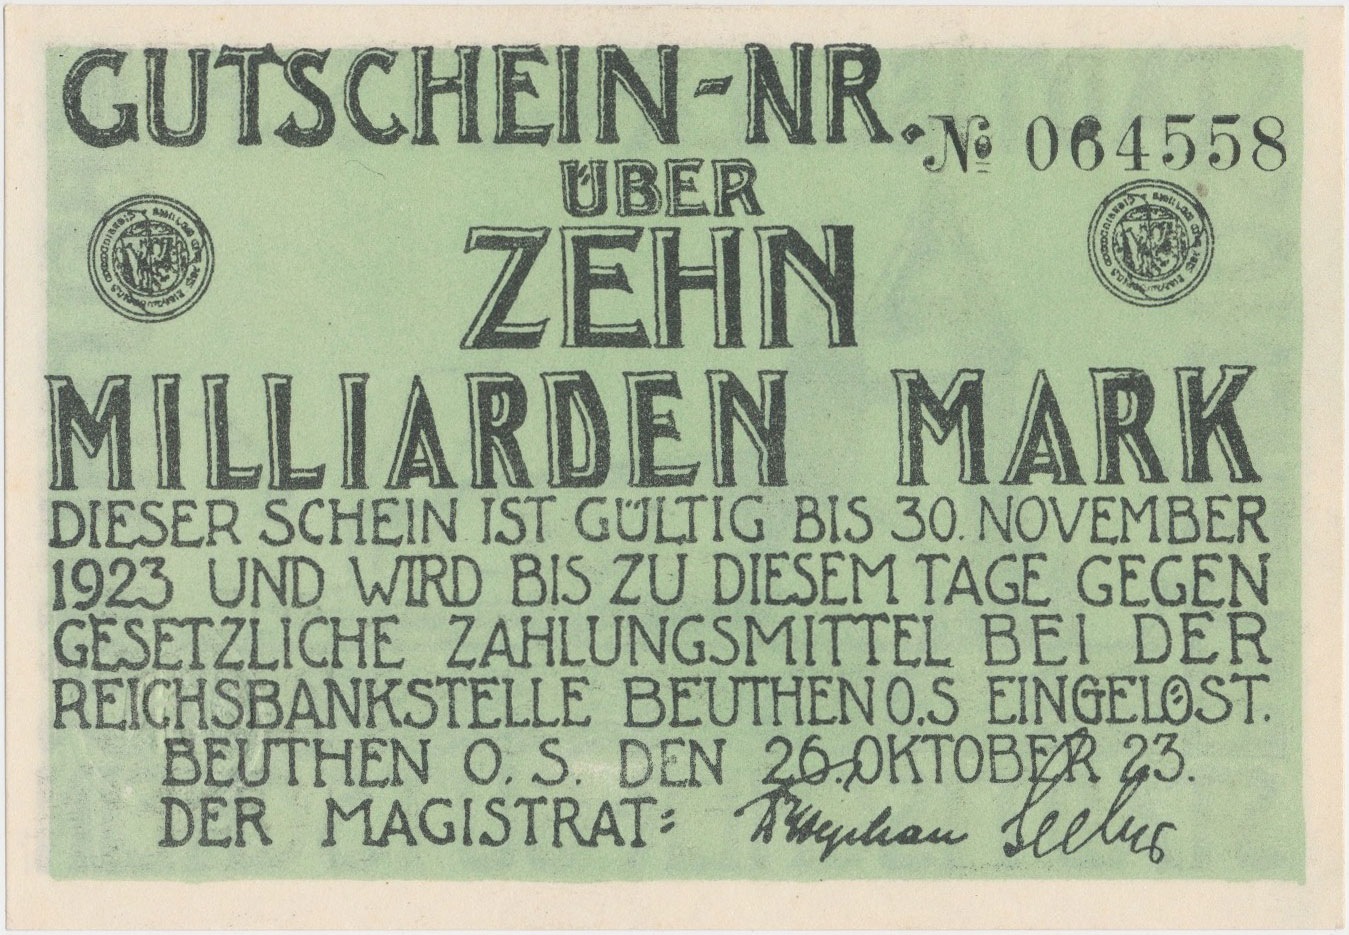 GUTSCHEIN-NR. № 064558
ÜBER
ZEHN
MILLIARDEN MARK
DIESER SCHEIN IST GÜLTIG BIS 30. NOVEMBER
1923 UND WIRD BIS ZU DIESEM TAGE GEGEN
GESETZLICHE ZAHLUNGSMITTEL BEI DER
REICHSBANKSTELLE BEUTHEN O.S EINGELÖST.
BEUTHEN O. S. DEN 26. OKTOBER 23.
DER MAGISTRAT: